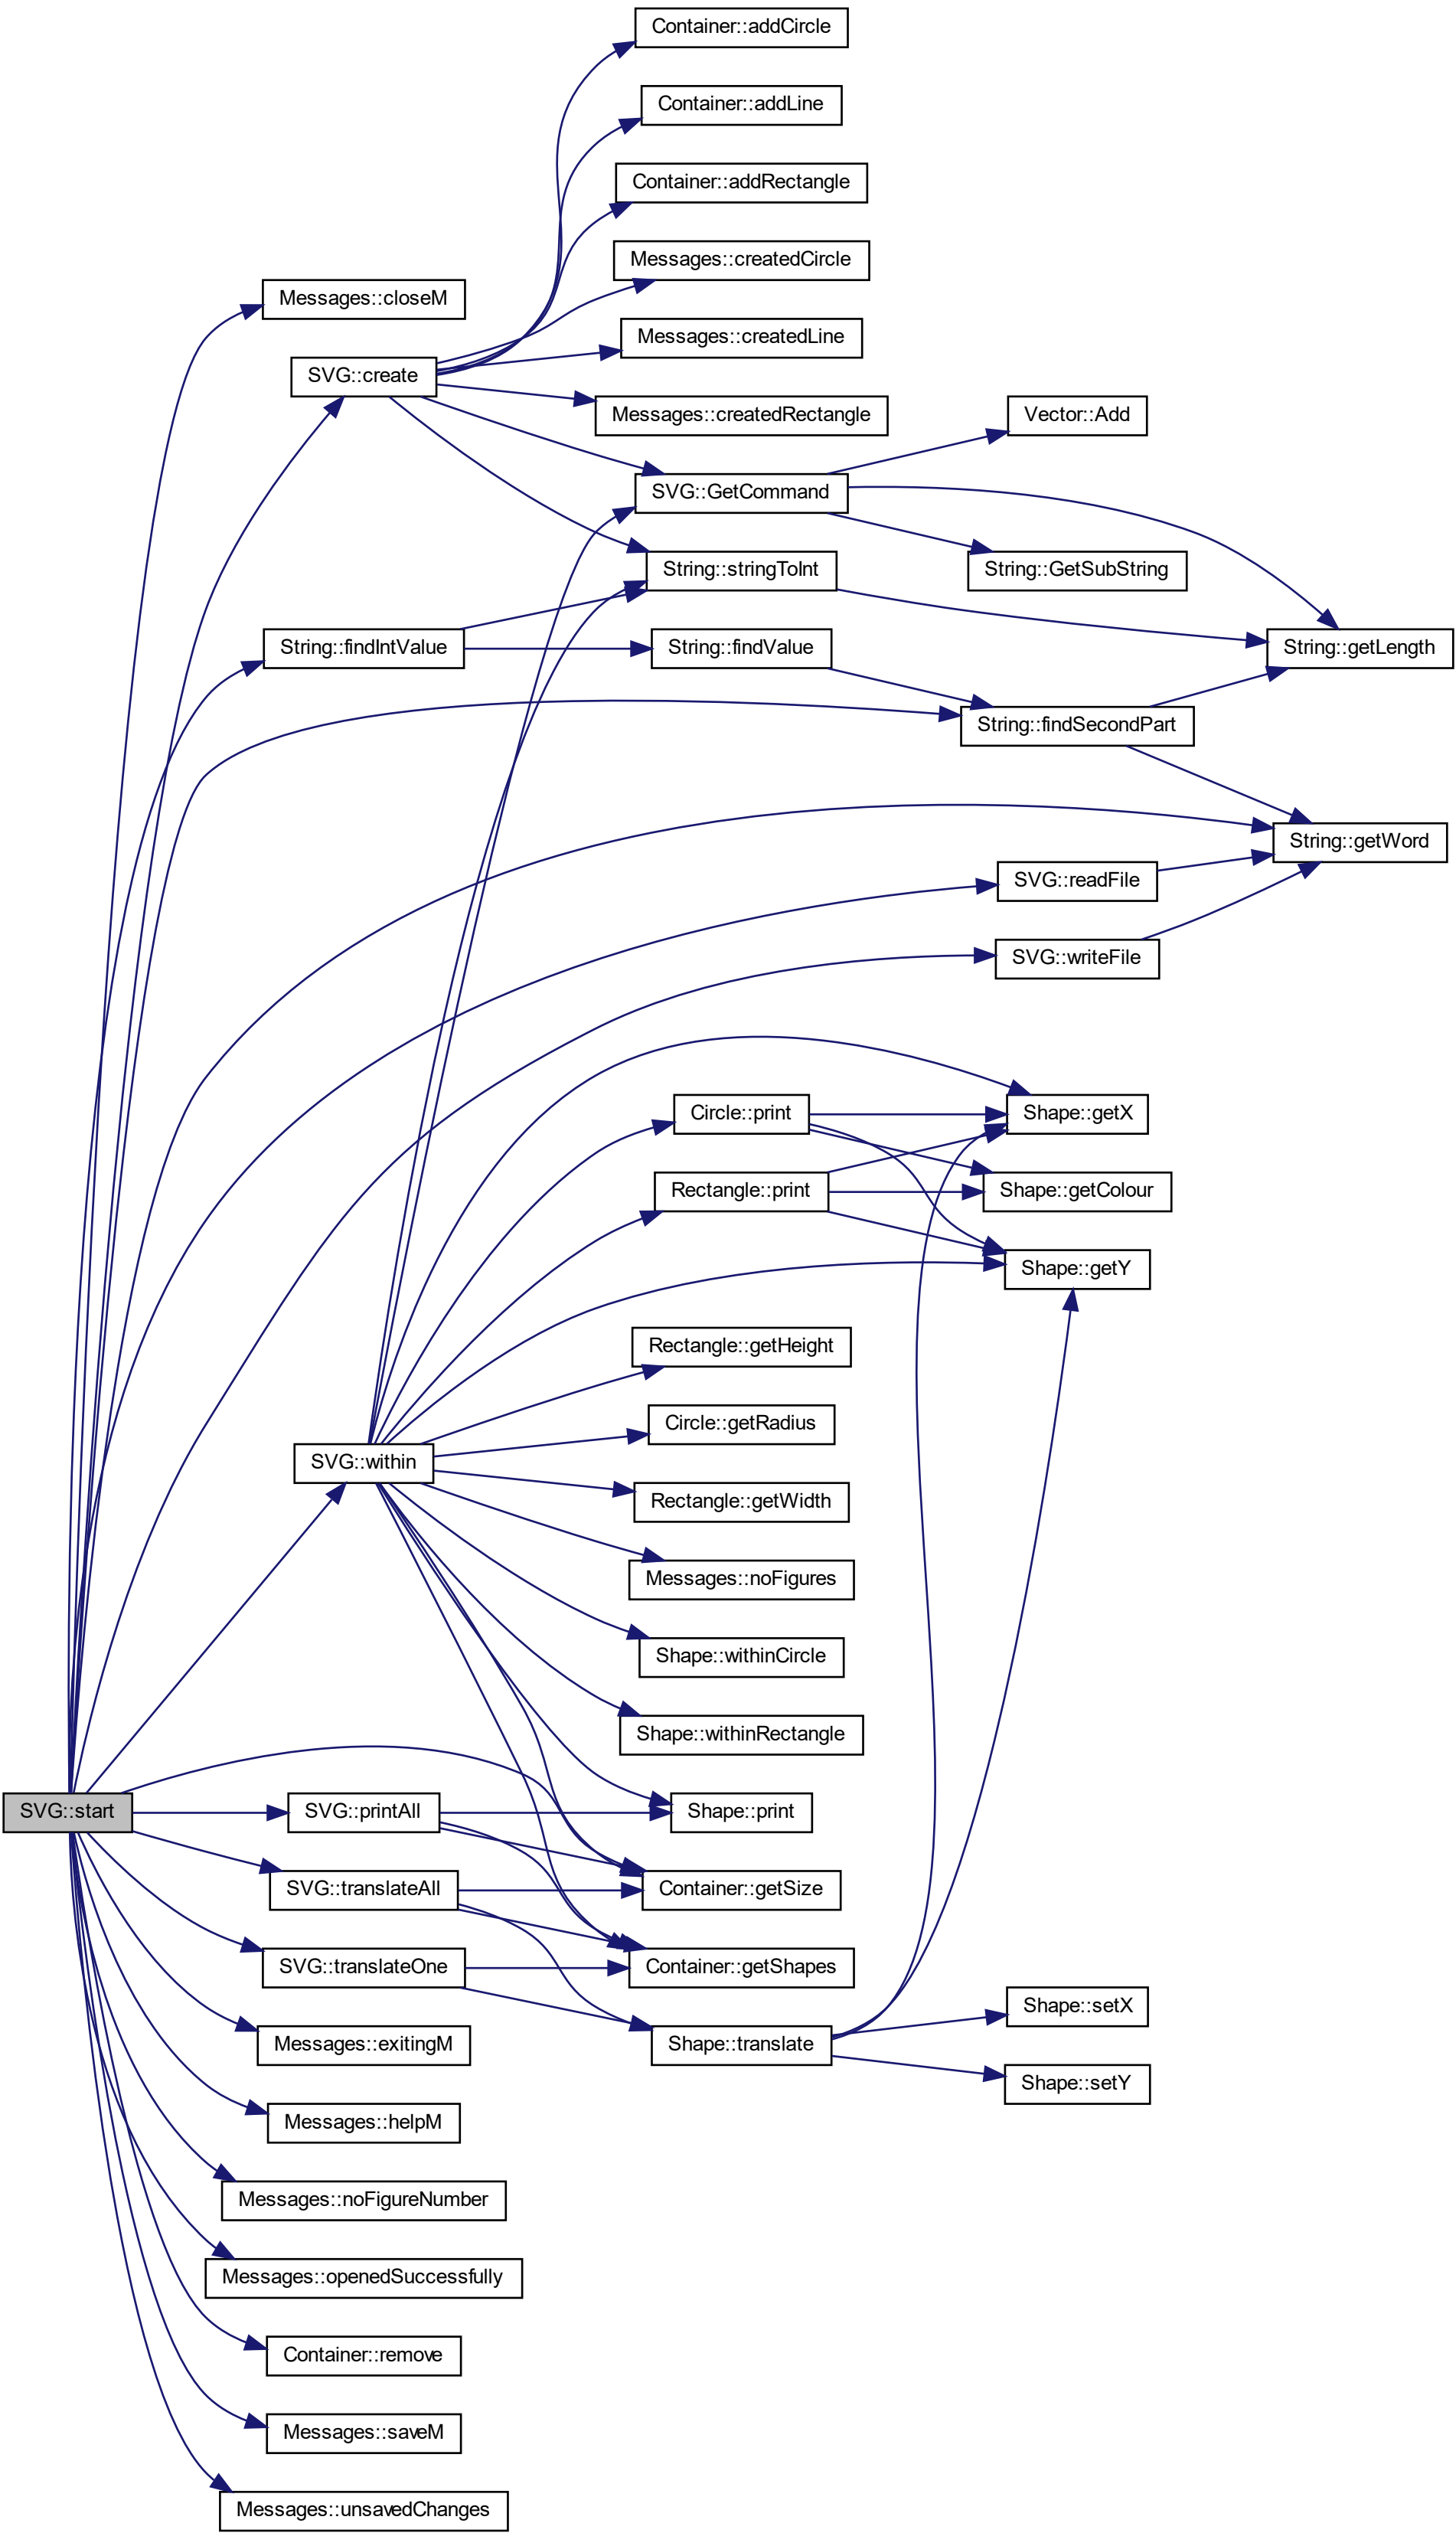 Container::addCircle
Container::addLine
Container::addRectangle
Messages::createdCircle
Messages::closeM
Messages::createdLine
SVG::create
Messages::createdRectangle
Vector::Add
SVG::GetCommand
String::stringToInt
String::GetSubString
String::findIntValue
String::findValue
String::getLength
String::findSecondPart
String::getWord
SVG::readFile
SVG::writeFile
Circle::print
Shape::getX
Rectangle::print
Shape::getColour
Shape::getY
Rectangle::getHeight
Circle::getRadius
SVG::within
Rectangle::getWidth
Messages::noFigures
Shape::withinCircle
Shape::withinRectangle
SVG::start
SVG::printAll
Shape::print
SVG::translateAll
Container::getSize
SVG::translateOne
Container::getShapes
Shape::setX
Messages::exitingM
Shape::translate
Shape::setY
Messages::helpM
Messages::noFigureNumber
Messages::openedSuccessfully
Container::remove
Messages::saveM
Messages::unsavedChanges